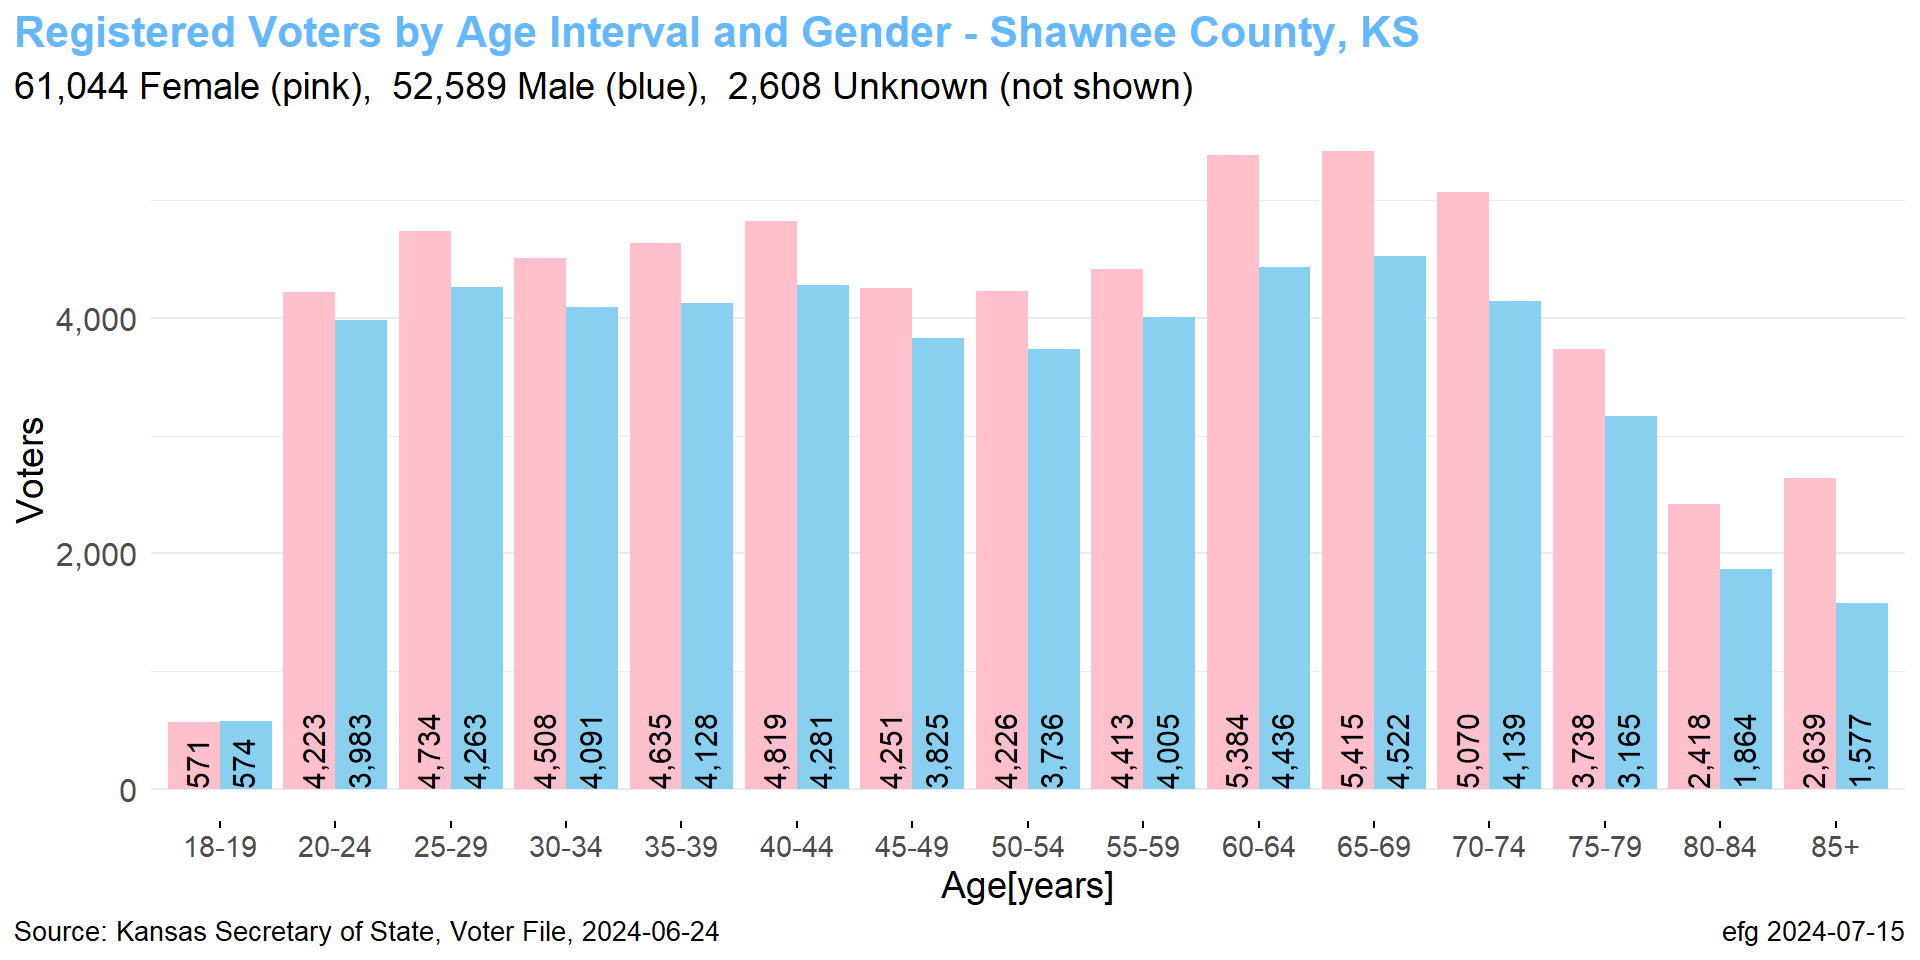 Registered Voters by Age Interval and Gender - Shawnee County, KS
61,044 Female (pink),  52,589 Male (blue),  2,608 Unknown (not shown)
Voters
4,000
2,000
0
571 574 4,223 3,983 4,734 4,263 4,508 4,091 4,635 4,128 4,819 4,281 4,251 3,825 4,226 3,736 4,413 4,005 5,384 4,436 5,415 4,522 5,070 4,139 3,738 3,165 2,418 1,864 2,639 1,577
18-19 20-24 25-29 30-34 35-39 40-44 45-49 50-54 55-59 60-64 65-69 70-74 75-79 80-84 85+
Age[years]
Source: Kansas Secretary of State, Voter File, 2024-06-24
efg 2024-07-15